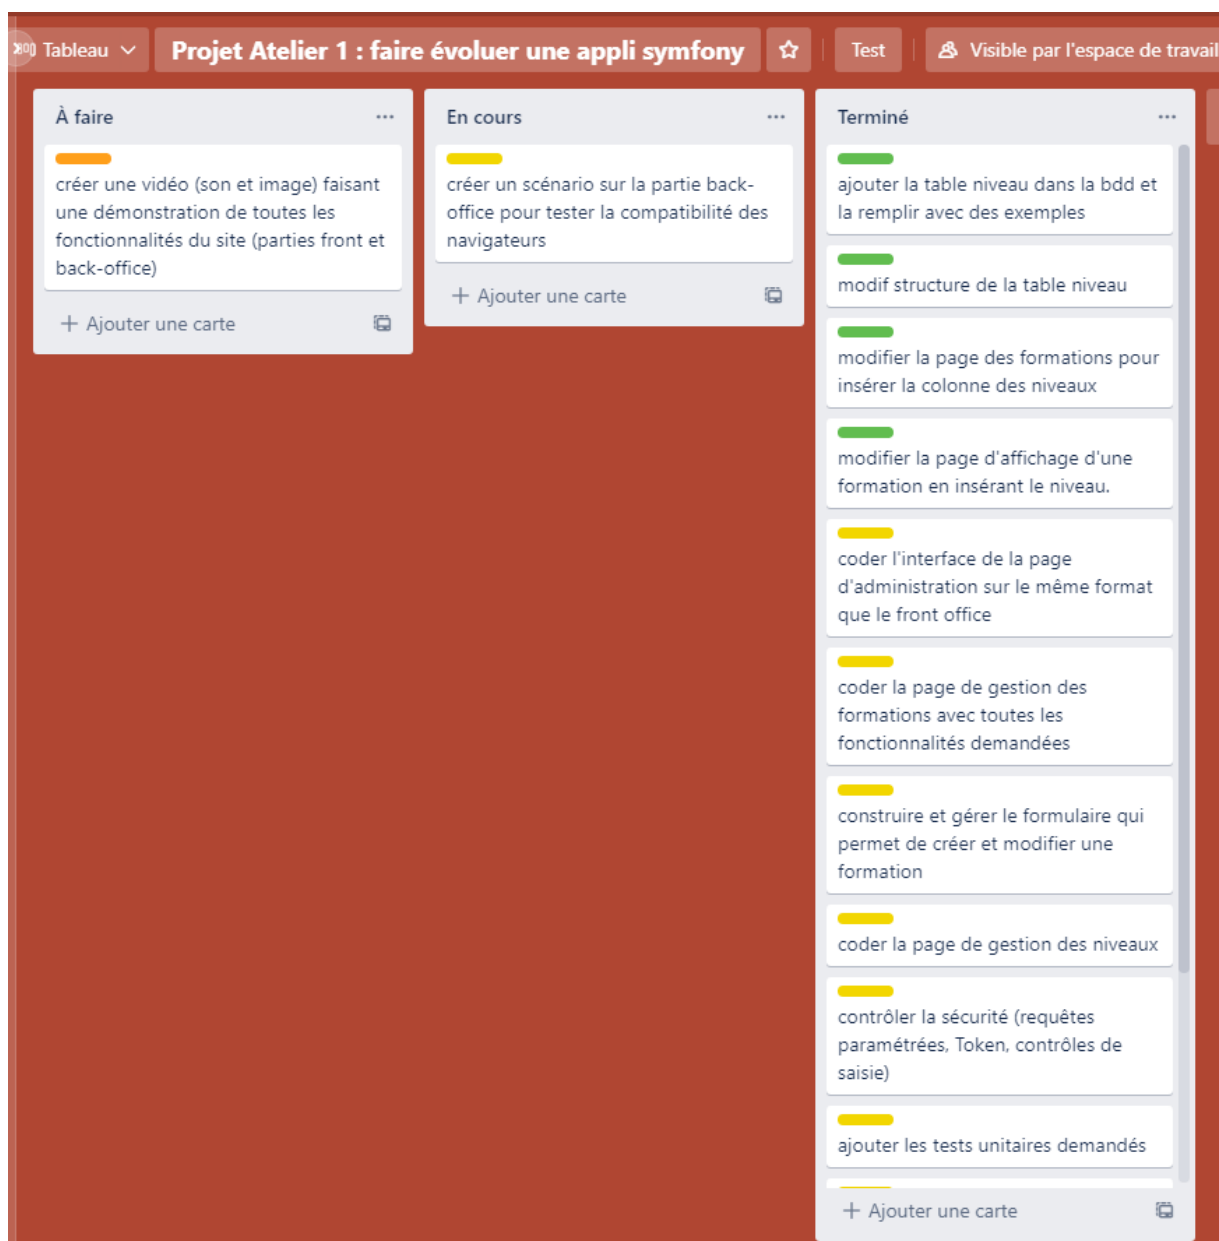 Tableau
Projet Atelier 1 : faire évoluer une appli symfony
Test
Visible par l'espace de travail
À faire
créer une vidéo (son et image) faisant
une démonstration de toutes les
fonctionnalités du site (parties front et
back-office)
+ Ajouter une carte
En cours
créer un scénario sur la partie back-
office pour tester la compatibilité des
navigateurs
+ Ajouter une carte
Terminé
ajouter la table niveau dans la bdd et
la remplir avec des exemples
modif structure de la table niveau
modifier la page des formations pour
insérer la colonne des niveaux
modifier la page d'affichage d'une
formation en insérant le niveau.
coder l'interface de la page
d'administration sur le même format
que le front office
coder la page de gestion des
formations avec toutes les
fonctionnalités demandées
construire et gérer le formulaire qui
permet de créer et modifier une
formation
coder la page de gestion des niveaux
contrôler la sécurité (requêtes
paramétrées, Token, contrôles de
saisie)
ajouter les tests unitaires demandés
+ Ajouter une carte